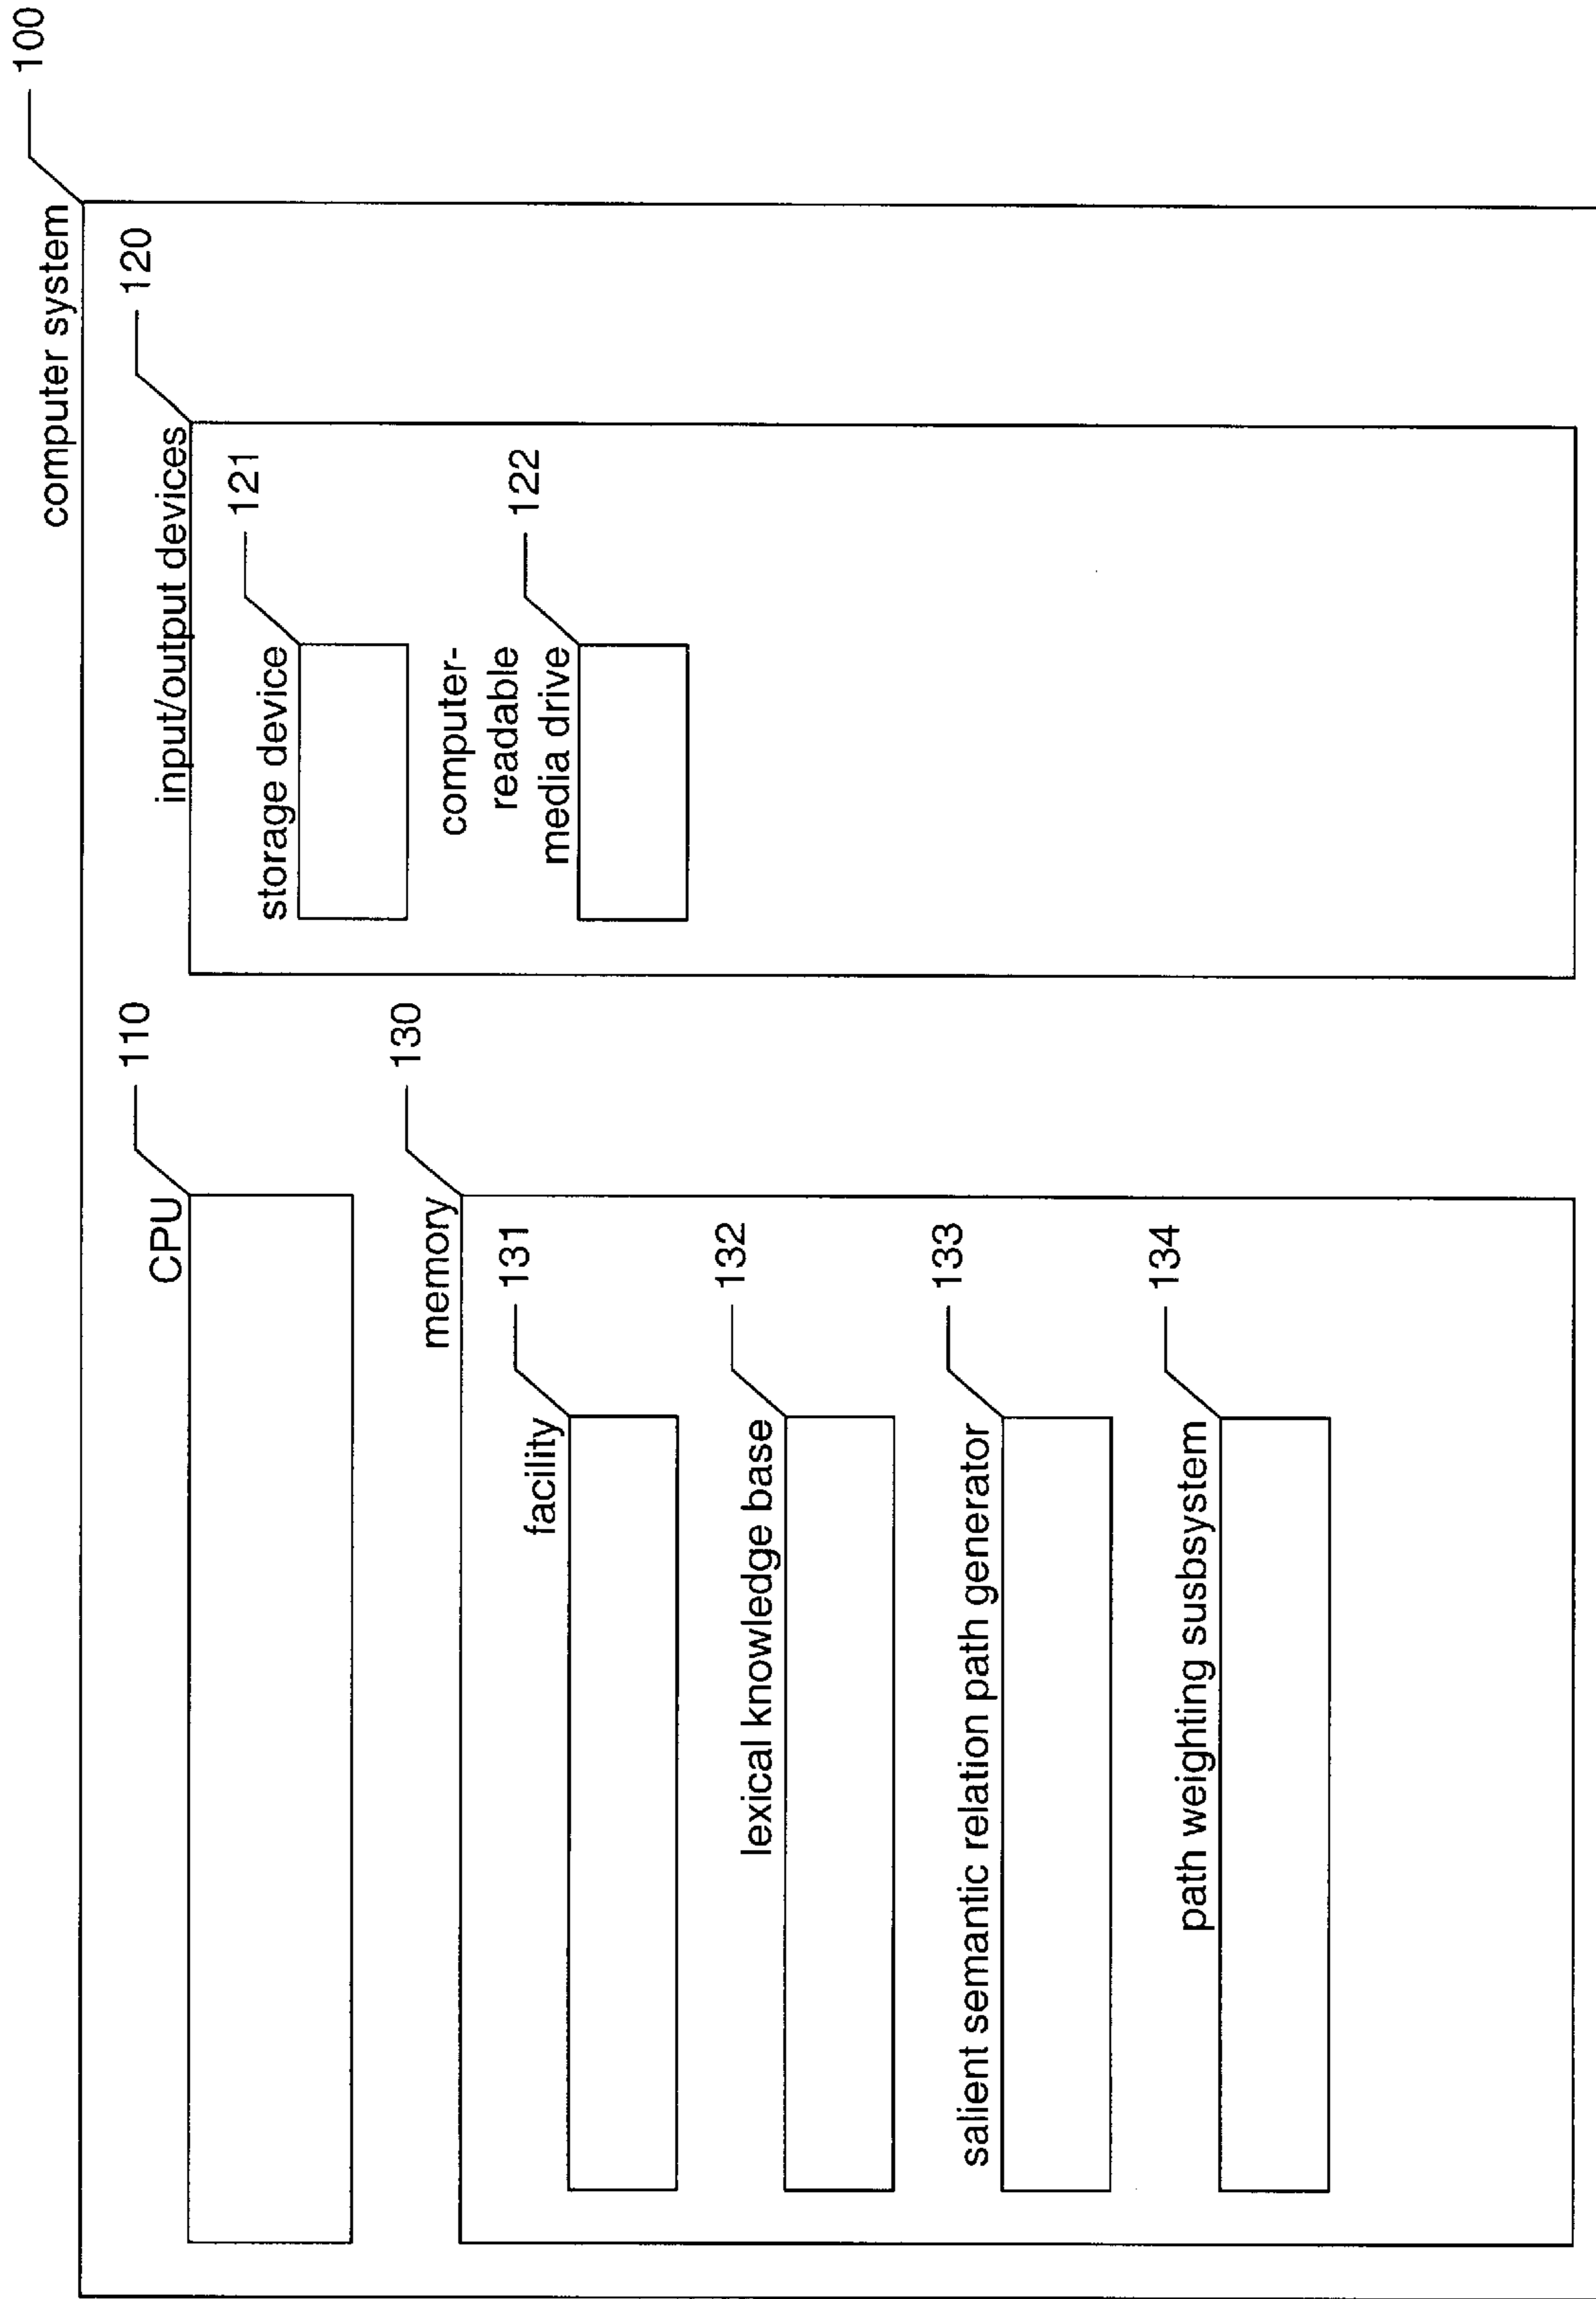 100
computer system
110
CPU
120
input/output devices
121
storage device
computer-
readable
122
media drive
130
memory
131
facility
132
lexical knowledge base
133
salient semantic relation path generator
134
path weighting susbsystem